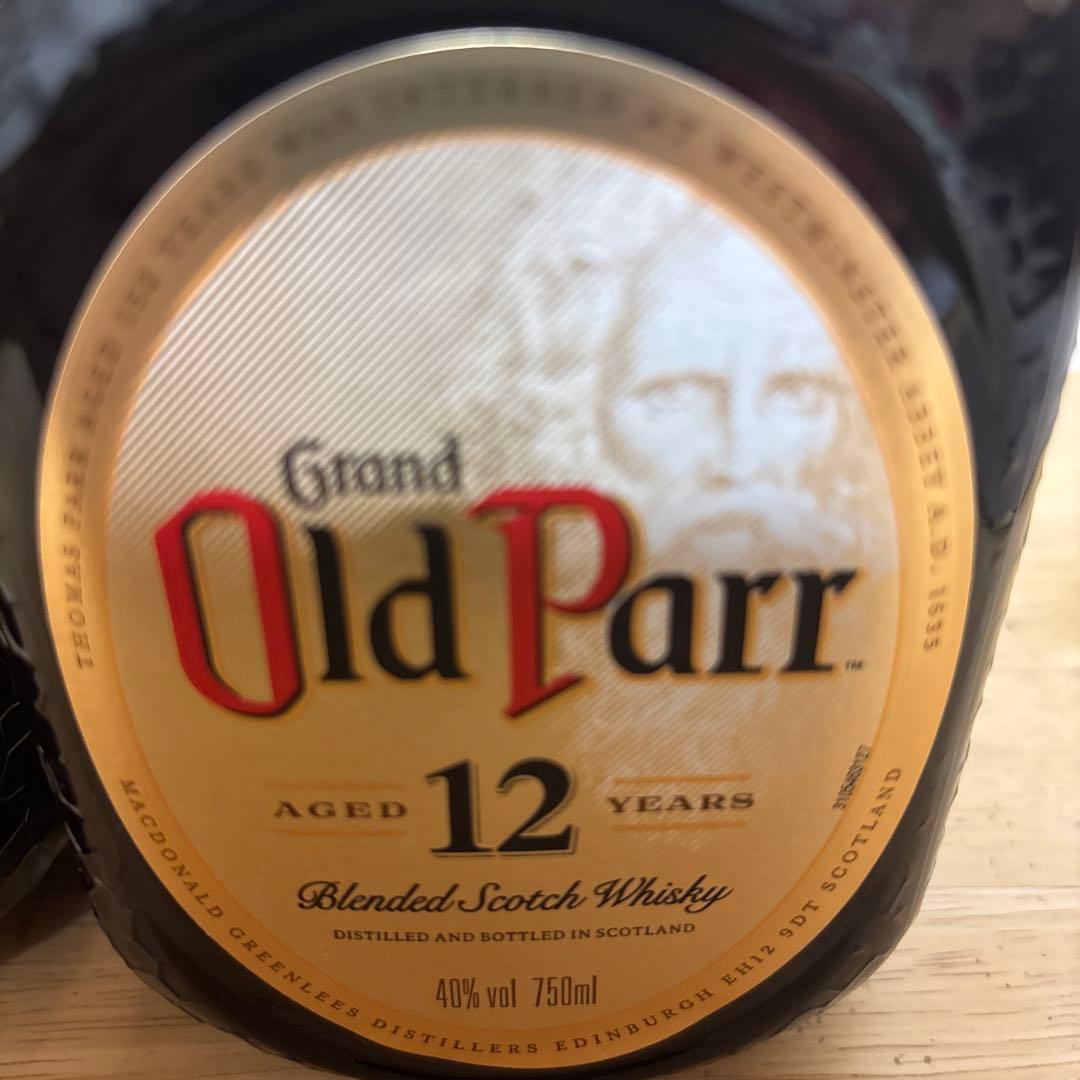 THOMAS PARR AGED 152 YEARS WAS INTERRED AT WESTMINSTER ABBEY A.D. 1635
Grand
Old Parr™
AGED 12 YEARS
Blended Scotch Whisky
DISTILLED AND BOTTLED IN SCOTLAND
40% vol 750ml
MACDONALD GREENLEES DISTILLERS EDINBURGH EH12 9DT SCOTLAND